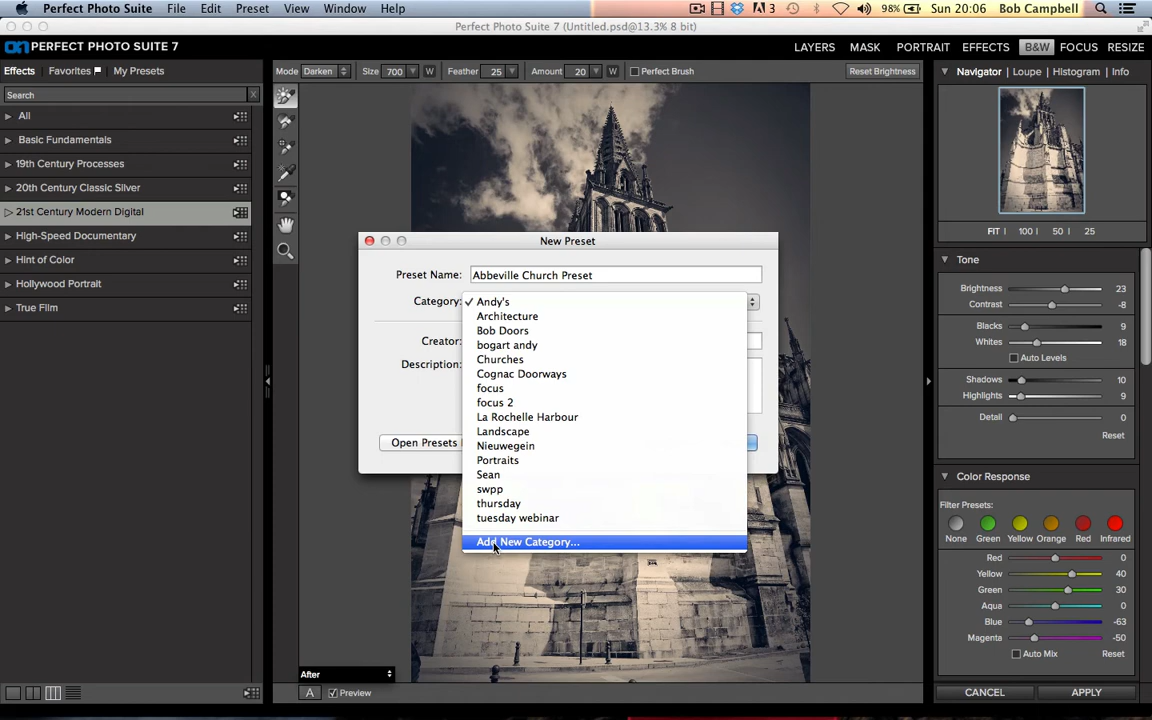 Perfect Photo Suite File Edit Preset View Window Help 3 98% Sun 20:06 Bob Campbell
Perfect Photo Suite 7 (Untitled.psd@13.3% 8 bit)
on PERFECT PHOTO SUITE 7 LAYERS MASK PORTRAIT EFFECTS B&W FOCUS RESIZE
Effects Favorites My Presets
Mode Darken Size 700 W Feather 25 Amount 20 W Perfect Brush Reset Brightness
Navigator Loupe Histogram Info
Search X
All
Basic Fundamentals
19th Century Processes
20th Century Classic Silver
21st Century Modern Digital
High-Speed Documentary
Hint of Color
Hollywood Portrait
True Film
New Preset
Preset Name: Abbeville Church Preset
Category: ✓ Andy's
Architecture
Bob Doors
bogart andy
Churches
Cognac Doorways
focus
focus 2
La Rochelle Harbour
Landscape
Nieuwegein
Portraits
Sean
swpp
thursday
tuesday webinar
Add New Category...
Creator:
Description:
Open Presets
FIT 100 50 25
Tone
Brightness 23
Contrast -8
Blacks 9
Whites 18
Auto Levels
Shadows 10
Highlights 9
Detail 0
Reset
Color Response
Filter Presets:
None Green Yellow Orange Red Infrared
Red 0
Yellow 40
Green 30
Aqua 0
Blue -63
Magenta -50
Auto Mix Reset
After
A Preview
CANCEL APPLY